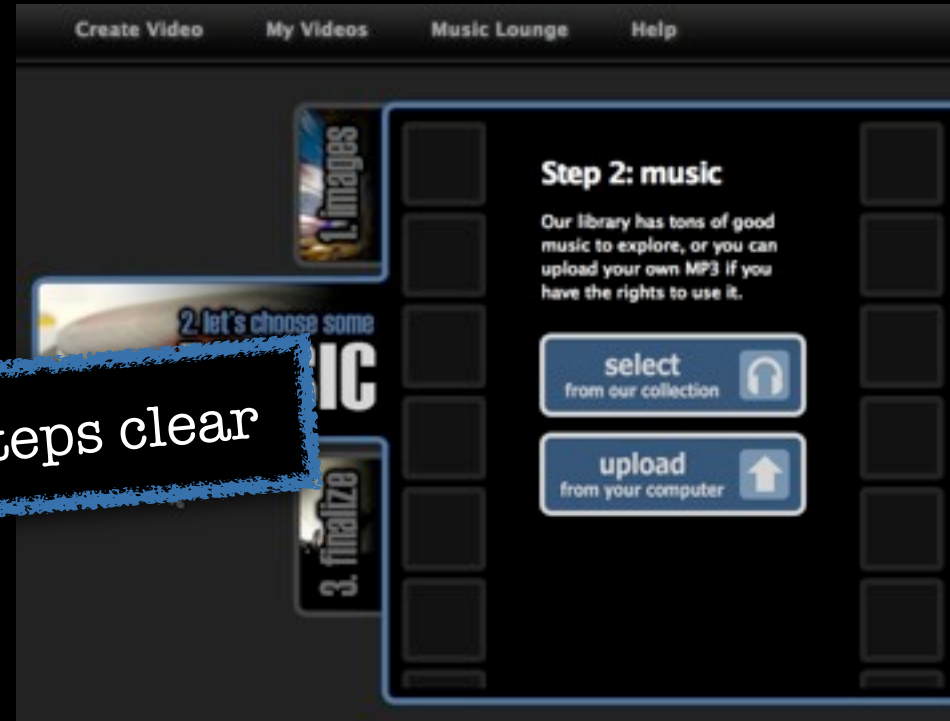 Create Video My Videos Music Lounge Help
1. images
Step 2: music
Our library has tons of good
music to explore, or you can
upload your own MP3 if you
have the rights to use it.
2. let's choose some
IC
select
from our collection
clear
upload
from your computer
3. finalize